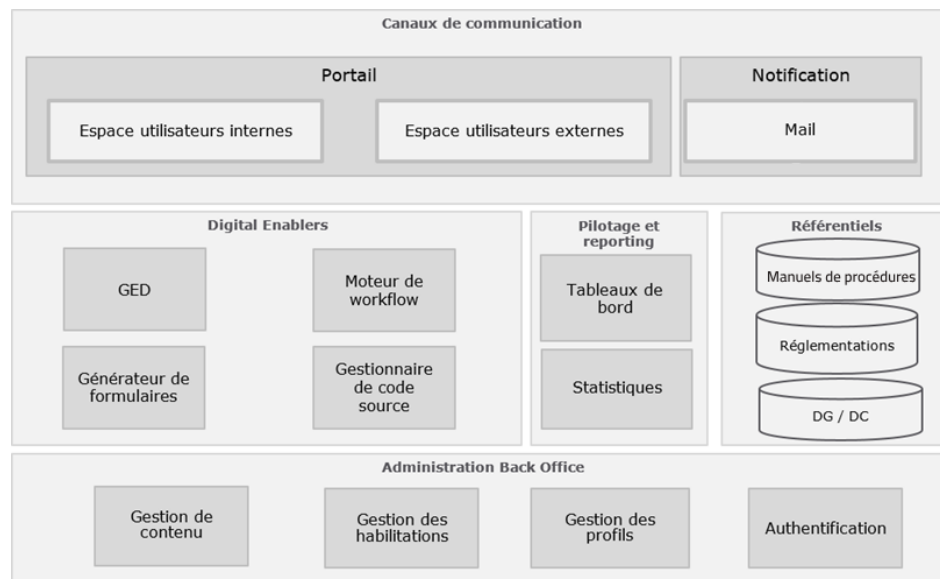 Canaux de communication
Portail
Notification
Espace utilisateurs internes
Espace utilisateurs externes
Mail
Digital Enablers
GED
Moteur de
workflow
Générateur de
formulaires
Gestionnaire
de code
source
Pilotage et
reporting
Tableaux de
bord
Statistiques
Référentiels
Manuels de procédures
Réglementations
DG / DC
Administration Back Office
Gestion de
contenu
Gestion des
habilitations
Gestion des
profils
Authentification